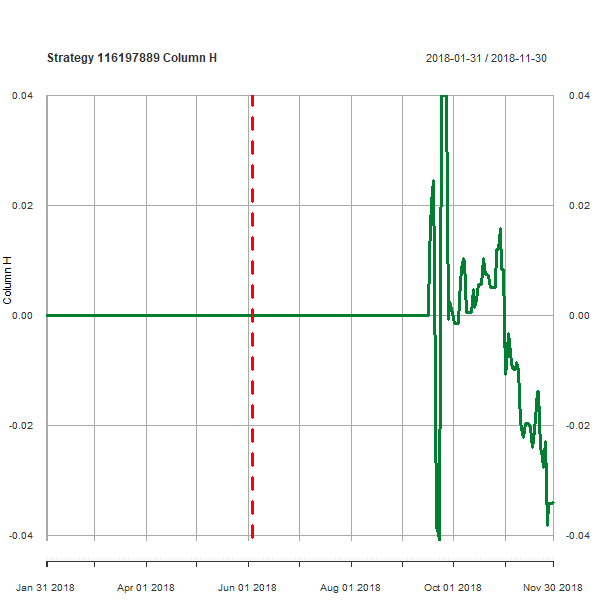 Strategy 116197889 Column H
2018-01-31 / 2018-11-30
0.04
0.04
0.02
0.02
Column H
0.00
0.00
-0.02
-0.02
-0.04
-0.04
Jan 31 2018
Apr 01 2018
Jun 01 2018
Aug 01 2018
Oct 01 2018
Nov 30 2018